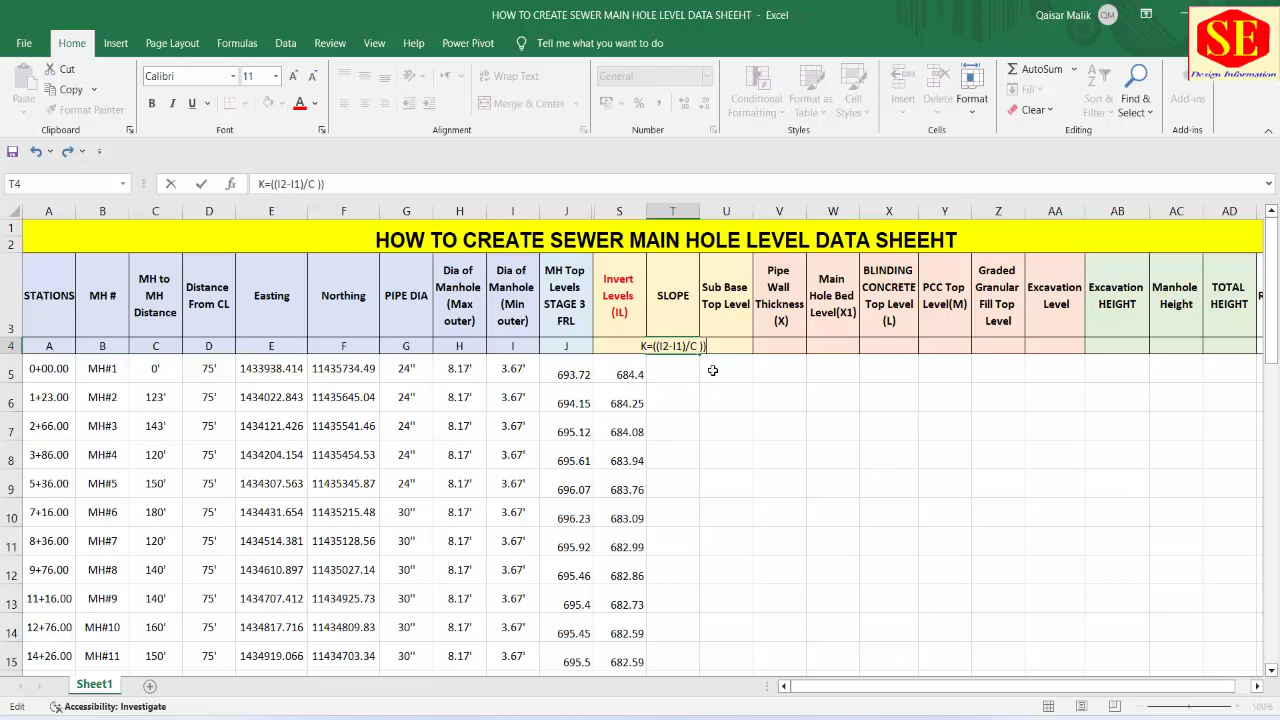 HOW TO CREATE SEWER MAIN HOLE LEVEL DATA SHEEHT - Excel
Qaisar Malik QM
SE
Design Information
File Home Insert Page Layout Formulas Data Review View Help Power Pivot Tell me what you want to do
Paste Cut Copy Format Painter
Calibri 11
B I U
Wrap Text
Merge & Center
General
Conditional Formatting Format as Table Cell Styles
Insert Delete Format
AutoSum Fill Clear
Sort & Filter Find & Select
Add-ins
Clipboard Font Alignment Number Styles Cells Editing Add-ins
T4 K=((I2-I1)/C ))
A B C D E F G H I J S T U V W X Y Z AA AB AC AD
1 HOW TO CREATE SEWER MAIN HOLE LEVEL DATA SHEEHT
2
3 STATIONS MH # MH to MH Distance Distance From CL Easting Northing PIPE DIA Dia of Manhole (Max outer) Dia of Manhole (Min outer) MH Top Levels STAGE 3 FRL Invert Levels (IL) SLOPE Sub Base Top Level Pipe Wall Thickness (X) Main Hole Bed Level(X1) BLINDING CONCRETE Top Level (L) PCC Top Level(M) Graded Granular Fill Top Level Excavation Level Excavation HEIGHT Manhole Height TOTAL HEIGHT
4 A B C D E F G H I J K=((I2-I1)/C ))
5 0+00.00 MH#1 0' 75' 1433938.414 11435734.49 24" 8.17' 3.67' 693.72 684.4
6 1+23.00 MH#2 123' 75' 1434022.843 11435645.04 24" 8.17' 3.67' 694.15 684.25
7 2+66.00 MH#3 143' 75' 1434121.426 11435541.46 24" 8.17' 3.67' 695.12 684.08
8 3+86.00 MH#4 120' 75' 1434204.154 11435454.53 24" 8.17' 3.67' 695.61 683.94
9 5+36.00 MH#5 150' 75' 1434307.563 11435345.87 24" 8.17' 3.67' 696.07 683.76
10 7+16.00 MH#6 180' 75' 1434431.654 11435215.48 30" 8.17' 3.67' 696.23 683.09
11 8+36.00 MH#7 120' 75' 1434514.381 11435128.56 30" 8.17' 3.67' 695.92 682.99
12 9+76.00 MH#8 140' 75' 1434610.897 11435027.14 30" 8.17' 3.67' 695.46 682.86
13 11+16.00 MH#9 140' 75' 1434707.412 11434925.73 30" 8.17' 3.67' 695.4 682.73
14 12+76.00 MH#10 160' 75' 1434817.716 11434809.83 30" 8.17' 3.67' 695.45 682.59
15 14+26.00 MH#11 150' 75' 1434919.066 11434703.34 30" 8.17' 3.67' 695.5 682.59
Sheet1
Edit Accessibility: Investigate 100%